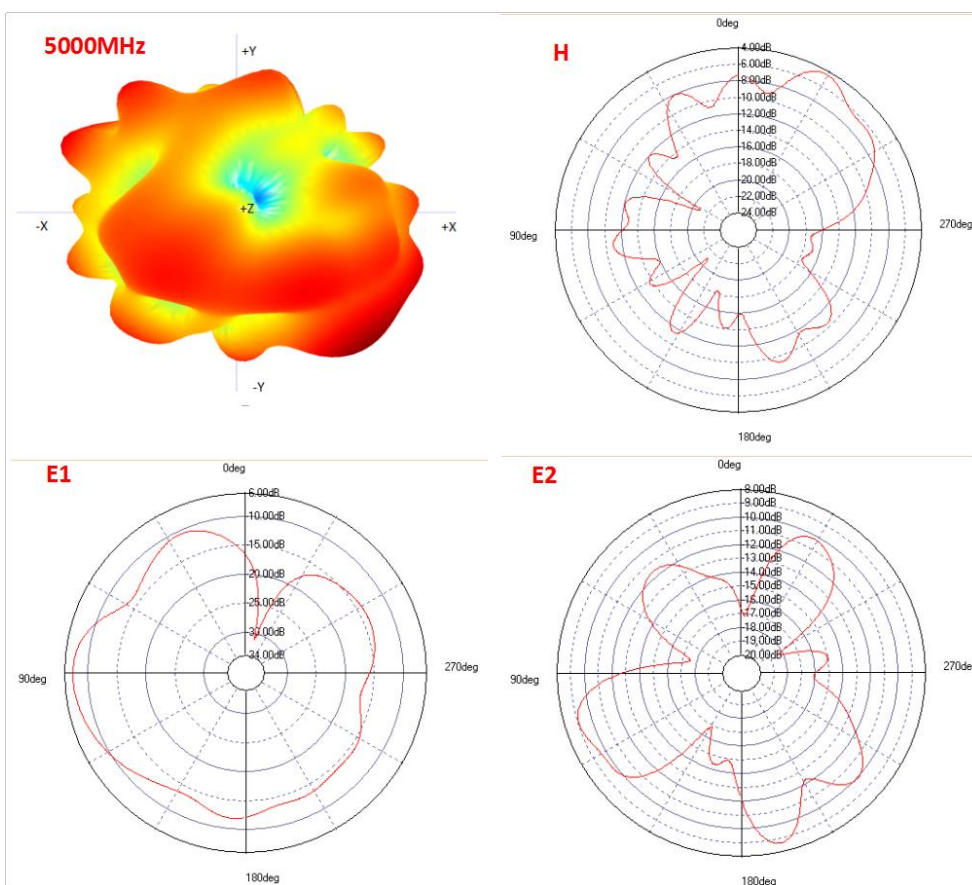 5000MHz
+Y
+Z
-X
+X
-Y
H
0deg
4.00dB
6.00dB
8.00dB
10.00dB
12.00dB
14.00dB
16.00dB
18.00dB
20.00dB
22.00dB
24.00dB
90deg
270deg
180deg
E1
0deg
6.00dB
10.00dB
15.00dB
20.00dB
25.00dB
30.00dB
34.00dB
90deg
270deg
180deg
E2
0deg
8.00dB
9.00dB
10.00dB
11.00dB
12.00dB
13.00dB
14.00dB
15.00dB
16.00dB
17.00dB
18.00dB
19.00dB
20.00dB
90deg
270deg
180deg